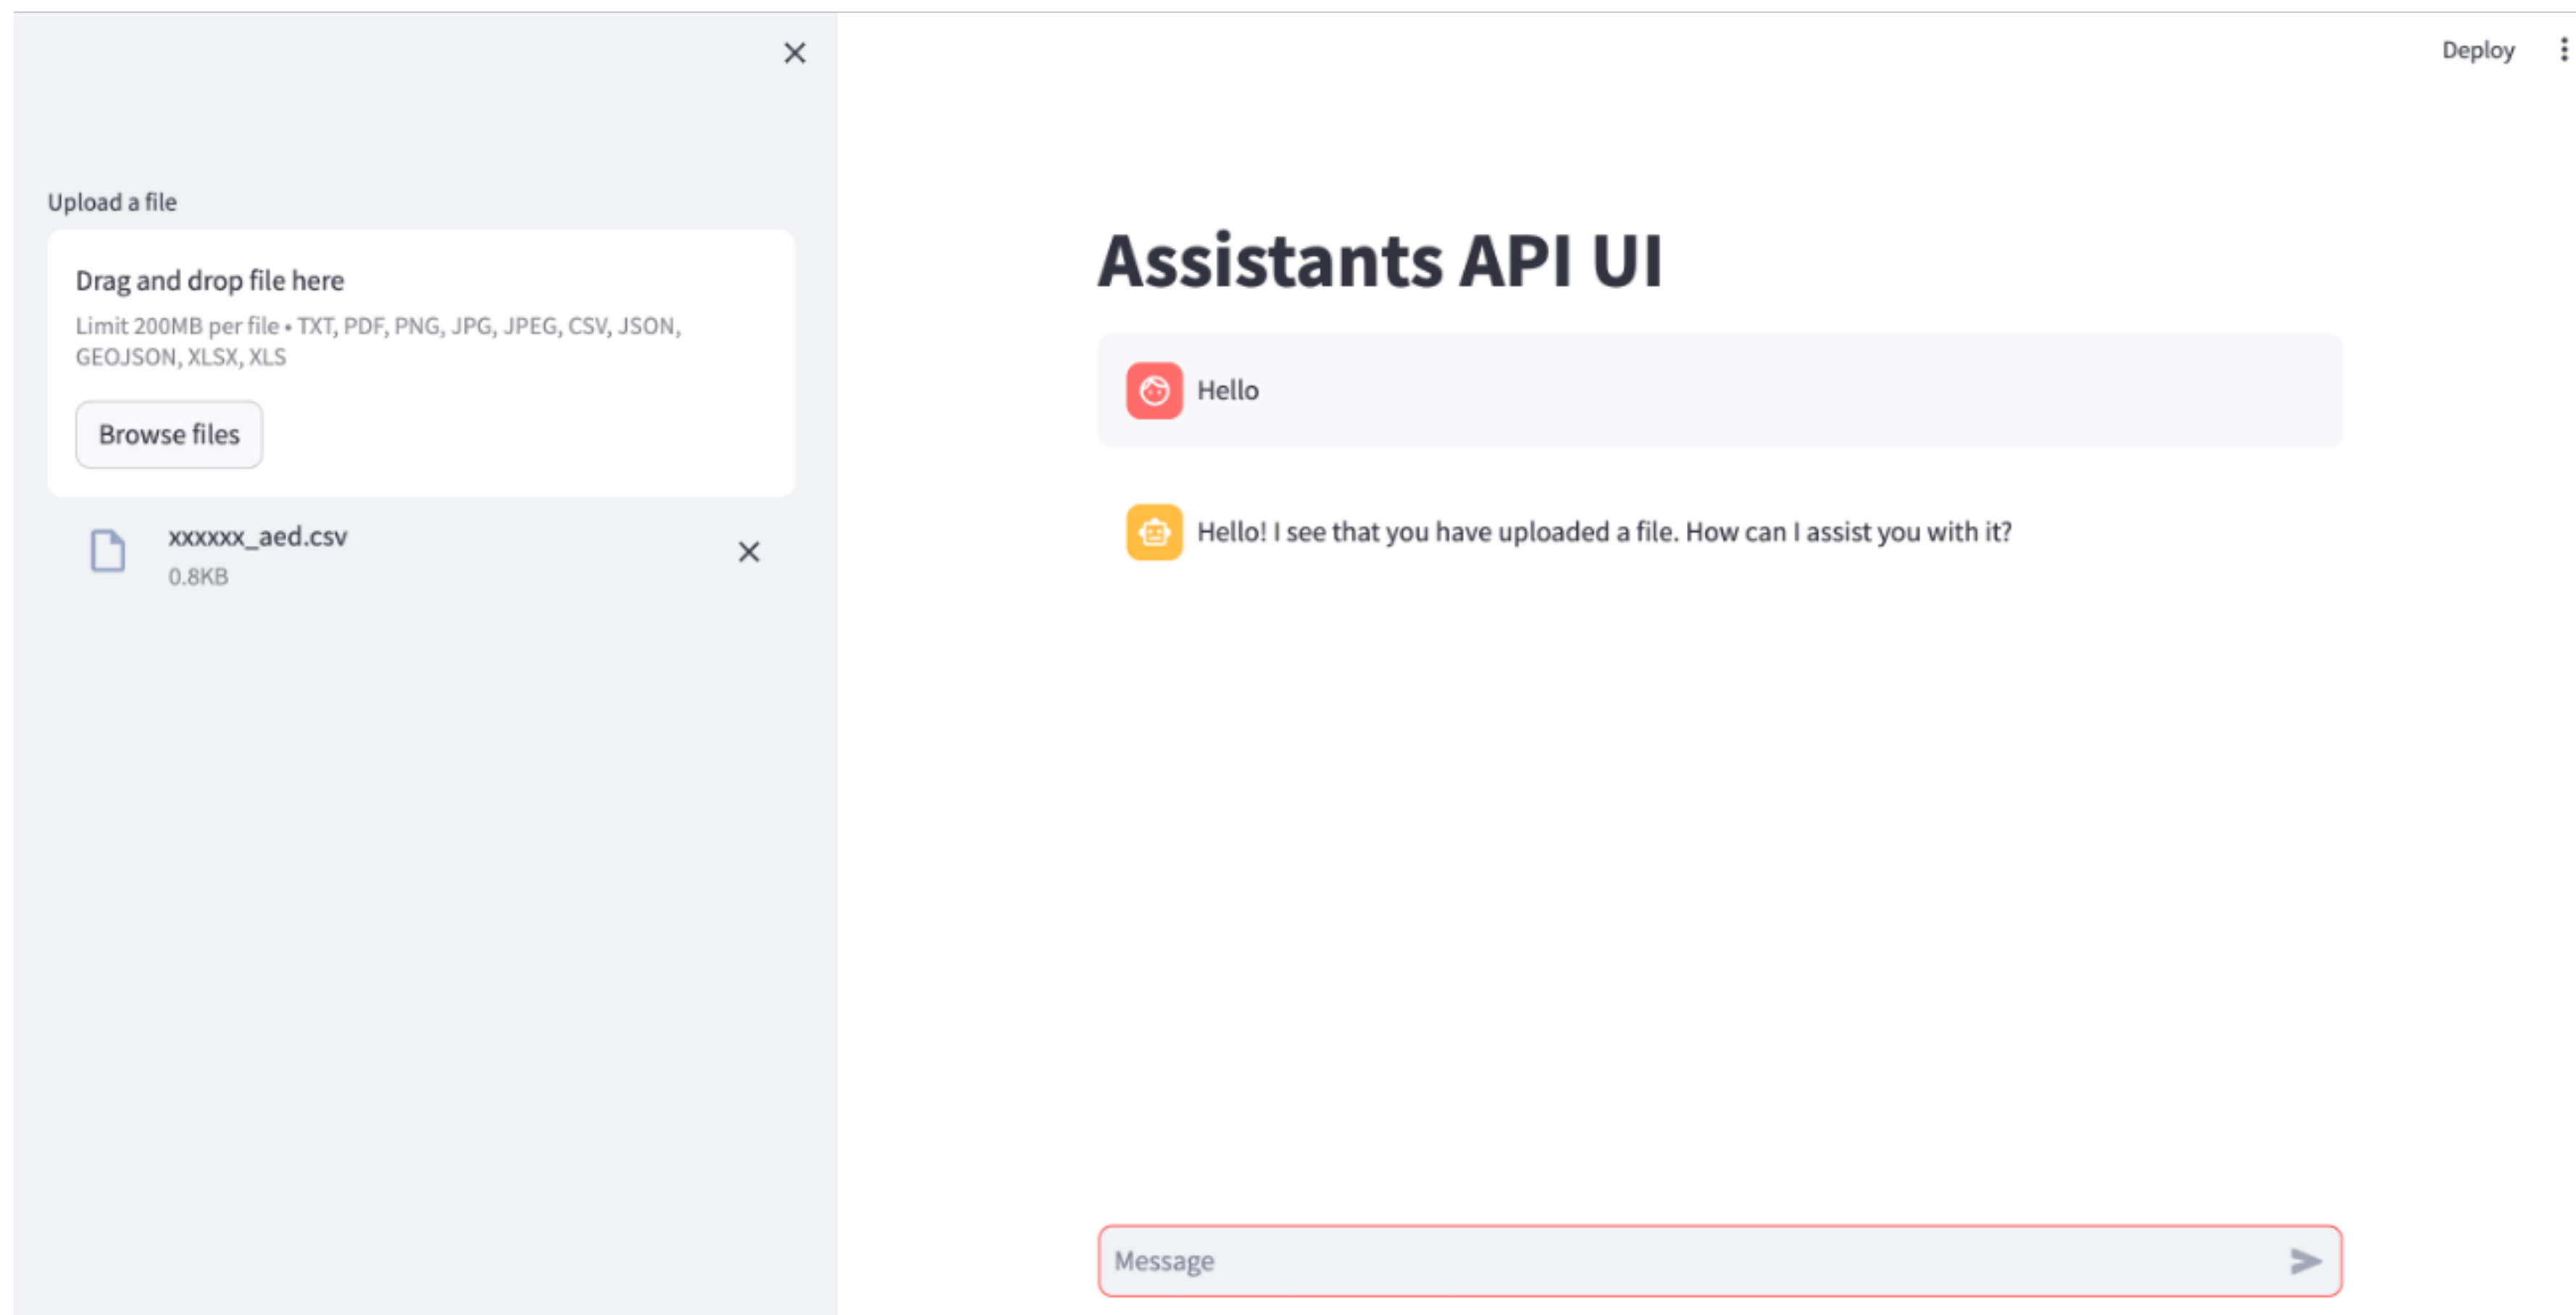 Deploy
Upload a file
Drag and drop file here
Limit 200MB per file • TXT, PDF, PNG, JPG, JPEG, CSV, JSON,
GEOJSON, XLSX, XLS
Browse files
xxxxxx_aed.csv
0.8KB
Assistants API UI
Hello
Hello! I see that you have uploaded a file. How can I assist you with it?
Message